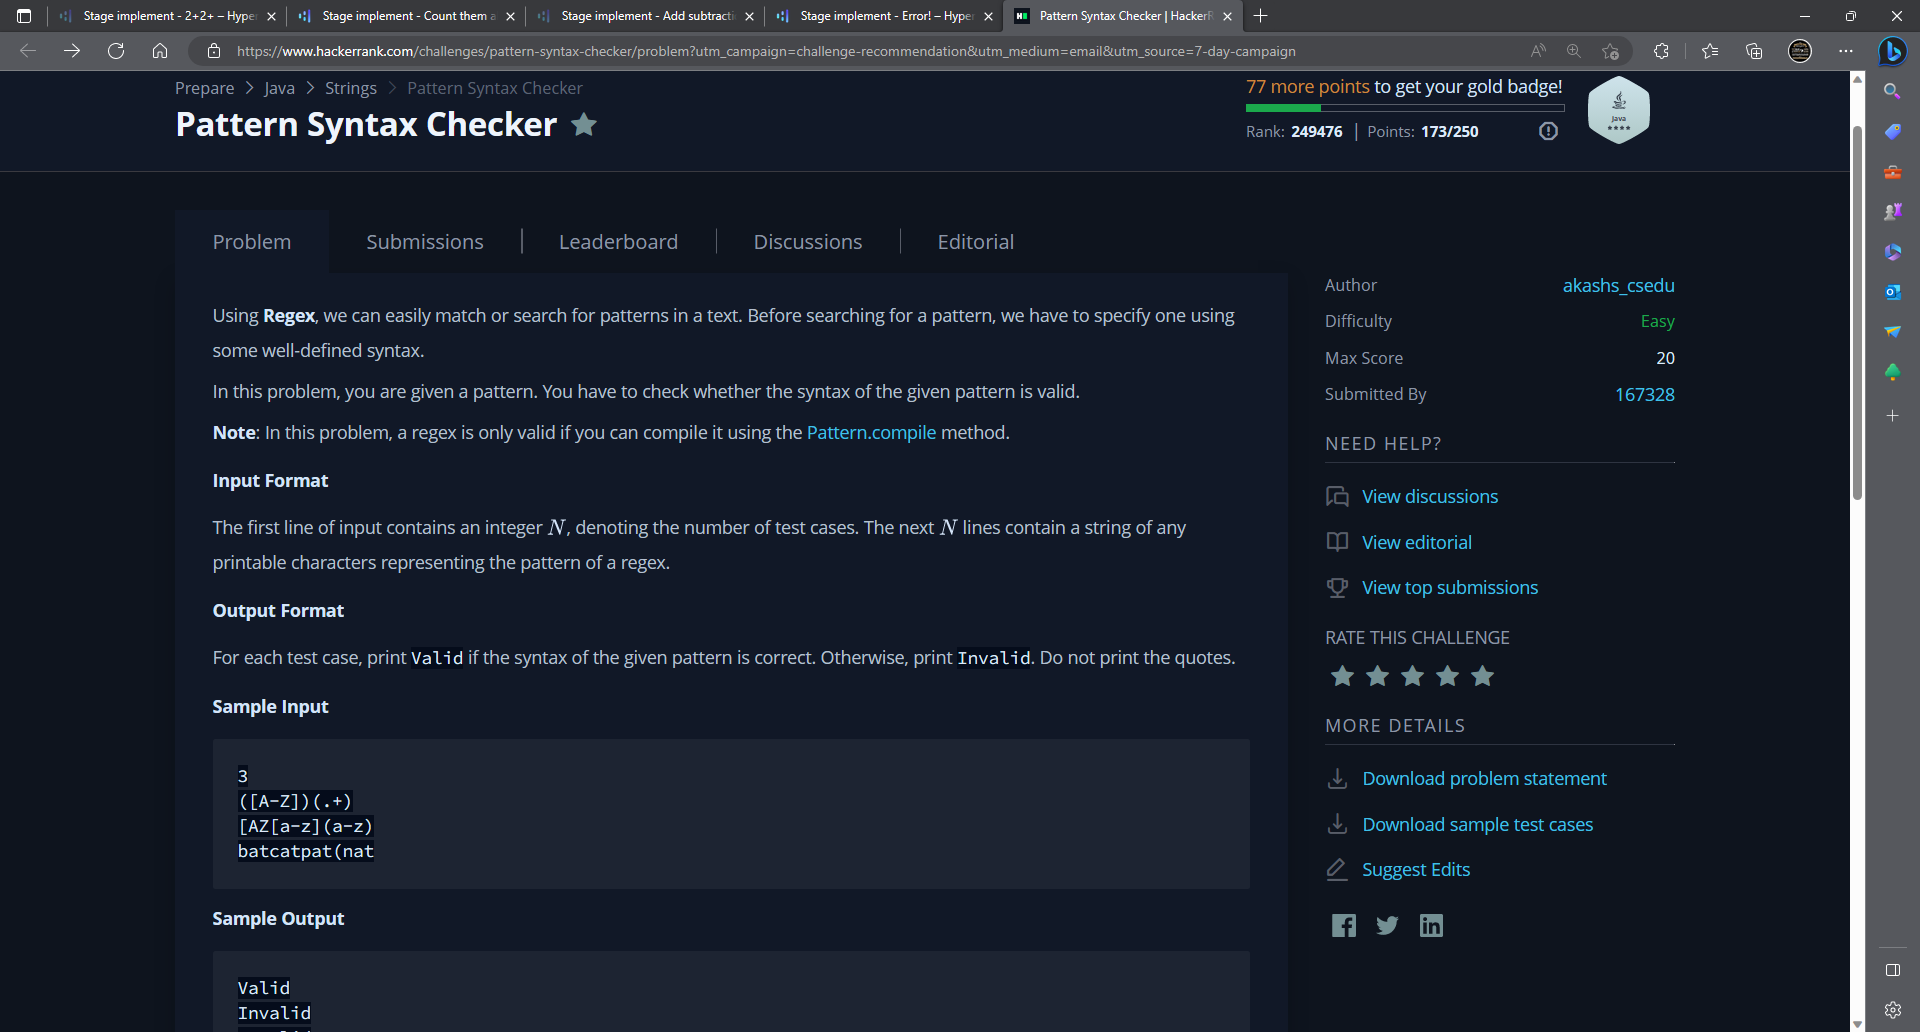 Stage implement - 2+2+ – Hyper
Stage implement - Count them a
Stage implement - Add subtracti
Stage implement - Error! – Hyper
Pattern Syntax Checker | HackerR
https://www.hackerrank.com/challenges/pattern-syntax-checker/problem?utm_campaign=challenge-recommendation&utm_medium=email&utm_source=7-day-campaign
Prepare > Java > Strings > Pattern Syntax Checker
Pattern Syntax Checker
77 more points to get your gold badge!
Rank: 249476 | Points: 173/250
Java
Problem
Submissions
Leaderboard
Discussions
Editorial
Using Regex, we can easily match or search for patterns in a text. Before searching for a pattern, we have to specify one using
some well-defined syntax.
In this problem, you are given a pattern. You have to check whether the syntax of the given pattern is valid.
Note: In this problem, a regex is only valid if you can compile it using the Pattern.compile method.
Input Format
The first line of input contains an integer N, denoting the number of test cases. The next N lines contain a string of any
printable characters representing the pattern of a regex.
Output Format
For each test case, print Valid if the syntax of the given pattern is correct. Otherwise, print Invalid. Do not print the quotes.
Sample Input
3
([A-Z])(.+)
[AZ[a-z](a-z)
batcatpat(nat
Sample Output
Valid
Invalid
Author akashs_csedu
Difficulty Easy
Max Score 20
Submitted By 167328
NEED HELP?
View discussions
View editorial
View top submissions
RATE THIS CHALLENGE
MORE DETAILS
Download problem statement
Download sample test cases
Suggest Edits